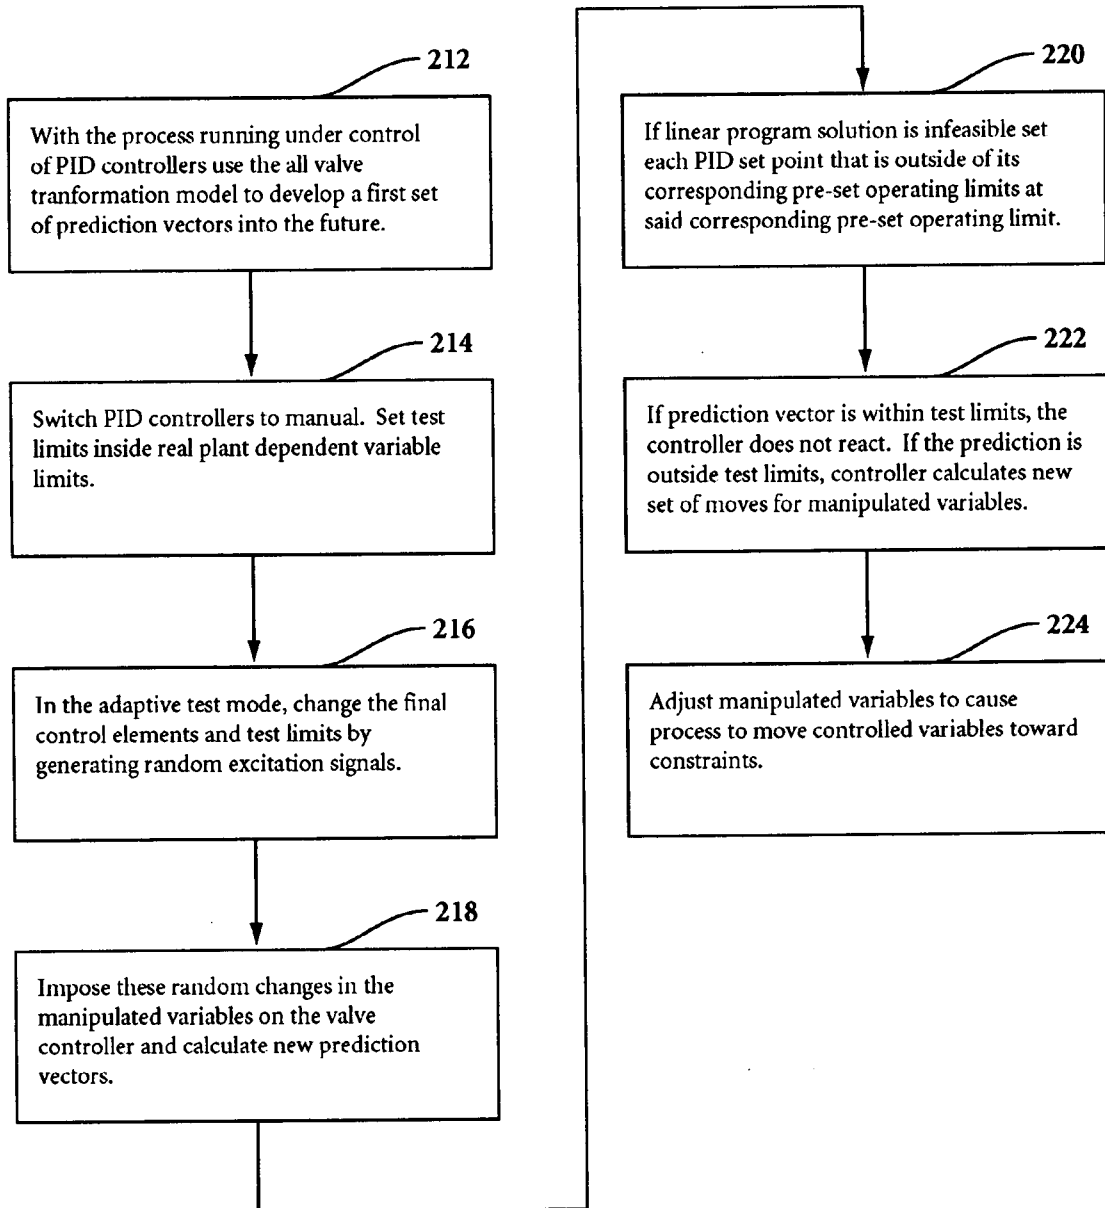 212
With the process running under control
of PID controllers use the all valve
tranformation model to develop a first set
of prediction vectors into the future.
214
Switch PID controllers to manual. Set test
limits inside real plant dependent variable
limits.
216
In the adaptive test mode, change the final
control elements and test limits by
generating random excitation signals.
218
Impose these random changes in the
manipulated variables on the valve
controller and calculate new prediction
vectors.
220
If linear program solution is infeasible set
each PID set point that is outside of its
corresponding pre-set operating limits at
said corresponding pre-set operating limit.
222
If prediction vector is within test limits, the
controller does not react. If the prediction is
outside test limits, controller calculates new
set of moves for manipulated variables.
224
Adjust manipulated variables to cause
process to move controlled variables toward
constraints.